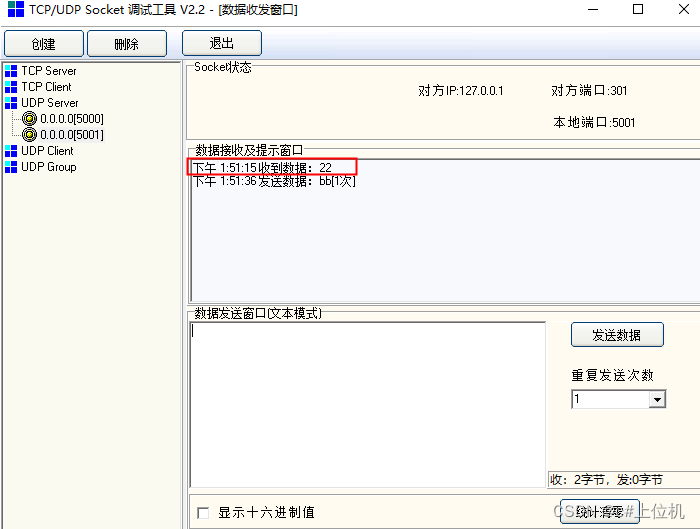 TCP/UDP Socket 调试工具 V2.2 - [数据收发窗口]
创建 删除 退出
TCP Server
TCP Client
UDP Server
0.0.0.0[5000]
0.0.0.0[5001]
UDP Client
UDP Group
Socket状态
对方IP:127.0.0.1 对方端口:301
本地端口:5001
数据接收及提示窗口
下午 1:51:15 收到数据：22
下午 1:51:36 发送数据：bb[1次]
数据发送窗口(文本模式)
发送数据
重复发送次数
1
收：2字节，发:0字节
显示十六进制值
统计清零
#上位机